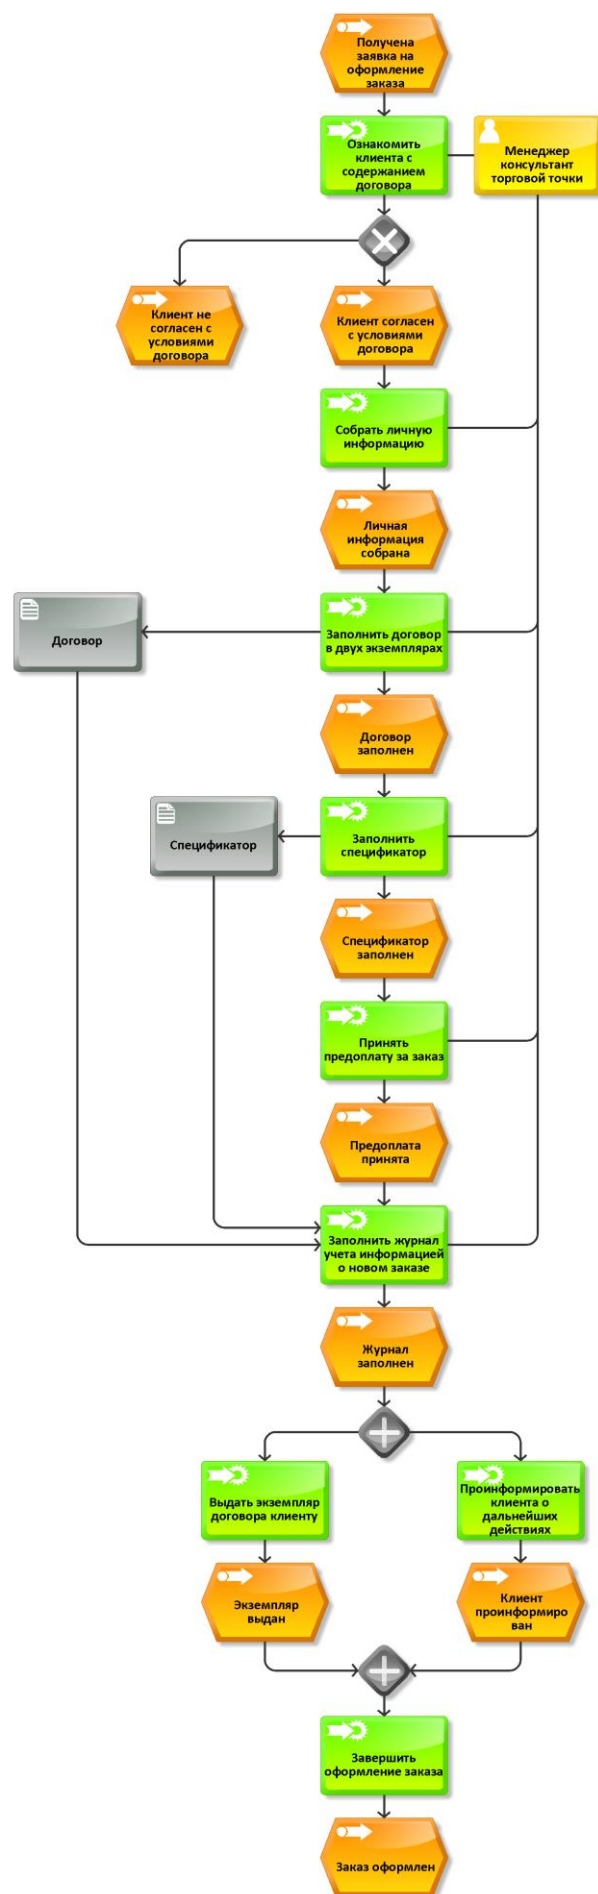 Получена
заявка на
оформление
заказа
Ознакомить
клиента с
содержанием
договора
Менеджер
консультант
торговой точки
Клиент не
согласен с
условиями
договора
Клиент согласен
с условиями
договора
Собрать личную
информацию
Личная
информация
собрана
Договор
Заполнить договор
в двух экземплярах
Договор
заполнен
Спецификатор
Заполнить
спецификатор
Спецификатор
заполнен
Принять
предоплату за заказ
Предоплата
принята
Заполнить журнал
учета информацией
о новом заказе
Журнал
заполнен
Выдать экземпляр
договора клиенту
Проинформировать
клиента о
дальнейших
действиях
Экземпляр
выдан
Клиент
проинформиро
ван
Завершить
оформление заказа
Заказ оформлен